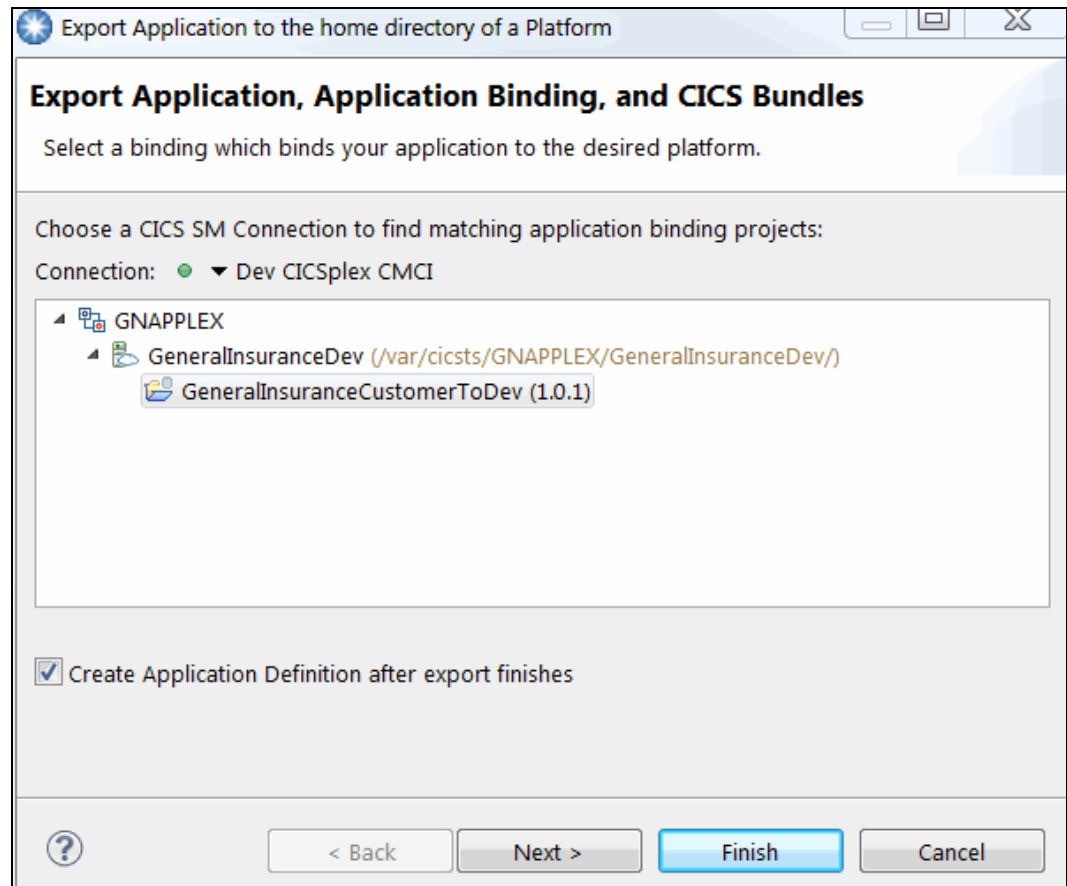 Export Application to the home directory of a Platform
Export Application, Application Binding, and CICS Bundles
Select a binding which binds your application to the desired platform.
Choose a CICS SM Connection to find matching application binding projects:
Connection: Dev CICSplex CMCI
GNAPPLEX
GeneralInsuranceDev (/var/cicsts/GNAPPLEX/GeneralInsuranceDev/)
GeneralInsuranceCustomerToDev (1.0.1)
Create Application Definition after export finishes
? < Back Next > Finish Cancel